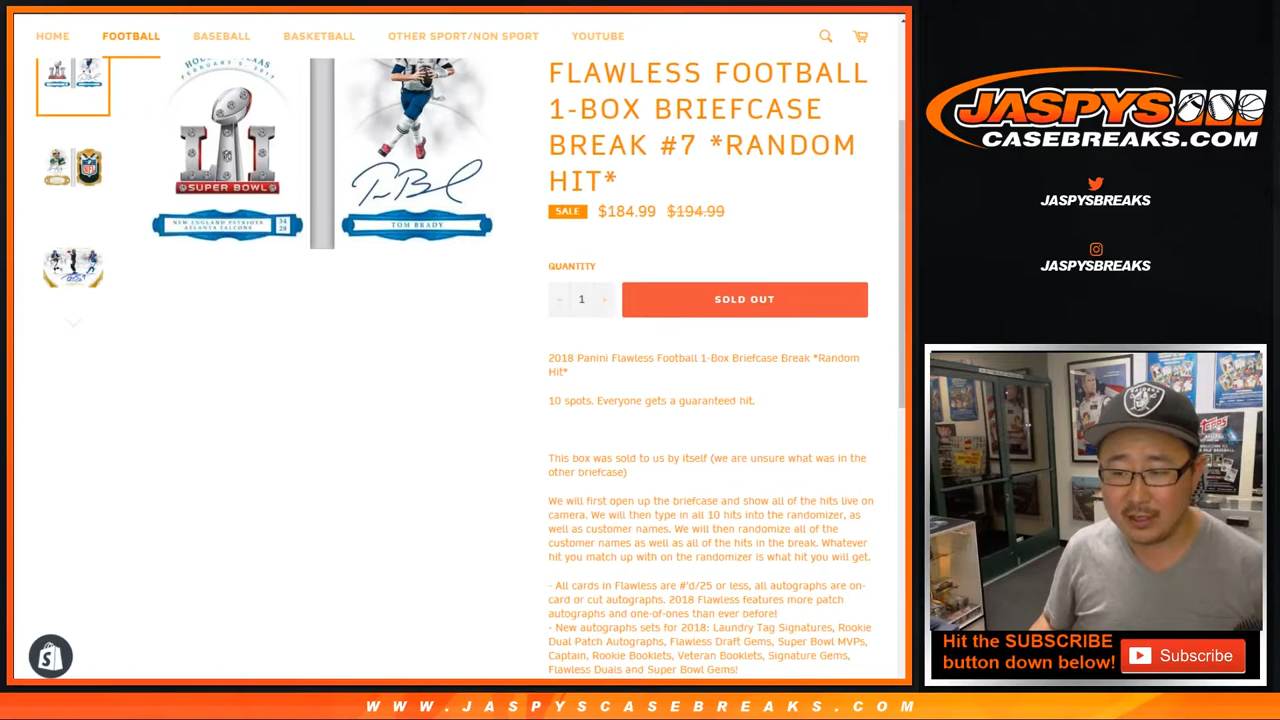 HOME FOOTBALL BASEBALL BASKETBALL OTHER SPORT/NON SPORT YOUTUBE
FEBRUARY 5, 2017
SUPER BOWL
NEW ENGLAND PATRIOTS 34
ATLANTA FALCONS 28
TOM BRADY
FLAWLESS FOOTBALL
1-BOX BRIEFCASE
BREAK #7 *RANDOM
HIT*
SALE $184.99 $194.99
QUANTITY
− 1 +
SOLD OUT
2018 Panini Flawless Football 1-Box Briefcase Break *Random
Hit*
10 spots. Everyone gets a guaranteed hit.
This box was sold to us by itself (we are unsure what was in the
other briefcase)
We will first open up the briefcase and show all of the hits live on
camera. We will then type in all 10 hits into the randomizer, as
well as customer names. We will then randomize all of the
customer names as well as all of the hits in the break. Whatever
hit you match up with on the randomizer is what hit you will get.
- All cards in Flawless are #'d/25 or less, all autographs are on-
card or cut autographs. 2018 Flawless features more patch
autographs and one-of-ones than ever before!
- New autographs sets for 2018: Laundry Tag Signatures, Rookie
Dual Patch Autographs, Flawless Draft Gems, Super Bowl MVPs,
Captain, Rookie Booklets, Veteran Booklets, Signature Gems,
Flawless Duals and Super Bowl Gems!
JASPYS
CASEBREAKS.COM
JASPYSBREAKS
JASPYSBREAKS
topps
Hit the SUBSCRIBE
button down below!
Subscribe
WWW.JASPYSCASEBREAKS.COM